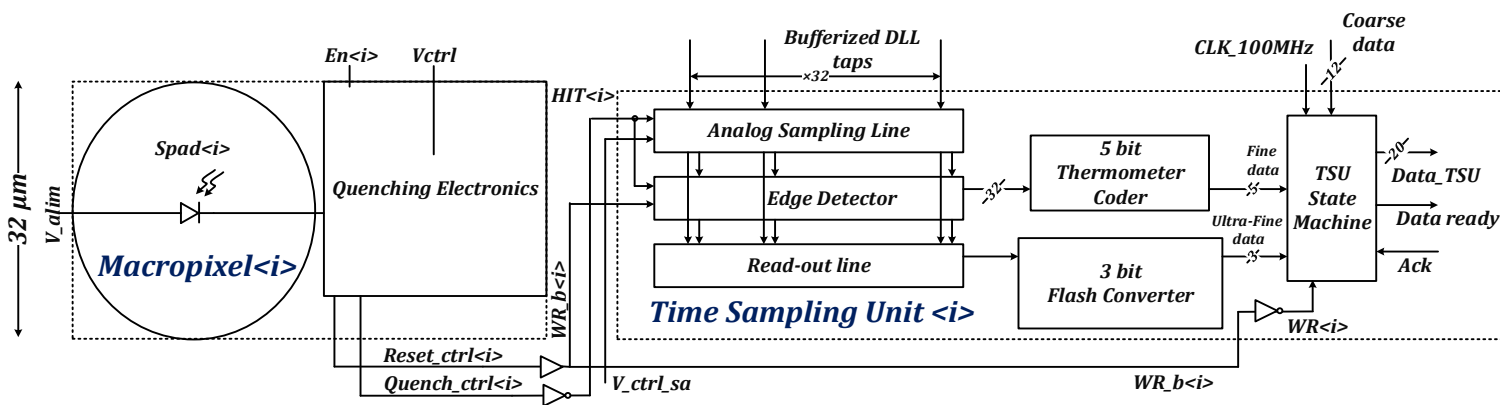 En<i>
Vctrl
HIT<i>
Bufferized DLL
taps
×32
CLK_100MHz
Coarse
data
12
32 µm
V_alim
Spad<i>
Macropixel<i>
Quenching Electronics
Analog Sampling Line
Edge Detector
Read-out line
32
5 bit
Thermometer
Coder
Fine
data
5
3 bit
Flash Converter
Ultra-Fine
data
3
TSU
State
Machine
20
Data_TSU
Data ready
Ack
Time Sampling Unit <i>
WR_b<i>
WR<i>
Reset_ctrl<i>
Quench_ctrl<i>
V_ctrl_sa
WR_b<i>